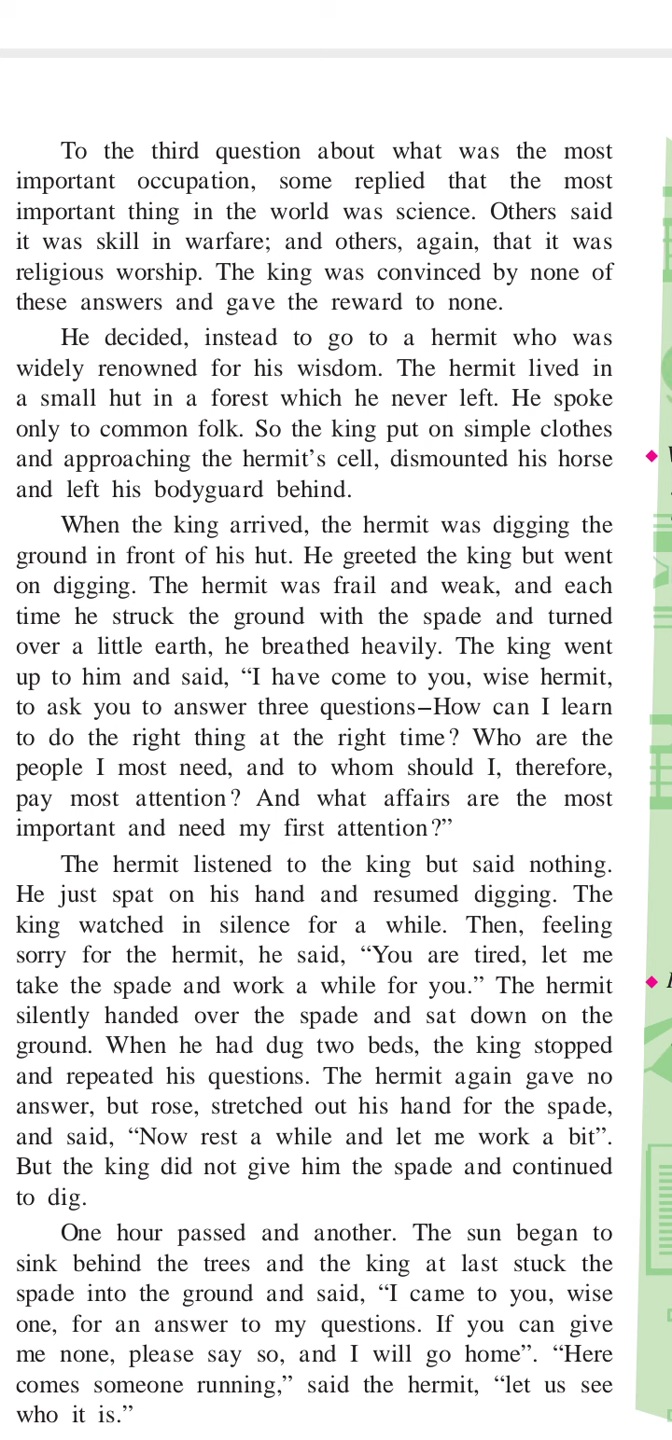 To the third question about what was the most
important occupation, some replied that the most
important thing in the world was science. Others said
it was skill in warfare; and others, again, that it was
religious worship. The king was convinced by none of
these answers and gave the reward to none.
He decided, instead to go to a hermit who was
widely renowned for his wisdom. The hermit lived in
a small hut in a forest which he never left. He spoke
only to common folk. So the king put on simple clothes
and approaching the hermit’s cell, dismounted his horse
and left his bodyguard behind.
When the king arrived, the hermit was digging the
ground in front of his hut. He greeted the king but went
on digging. The hermit was frail and weak, and each
time he struck the ground with the spade and turned
over a little earth, he breathed heavily. The king went
up to him and said, “I have come to you, wise hermit,
to ask you to answer three questions–How can I learn
to do the right thing at the right time? Who are the
people I most need, and to whom should I, therefore,
pay most attention? And what affairs are the most
important and need my first attention?”
The hermit listened to the king but said nothing.
He just spat on his hand and resumed digging. The
king watched in silence for a while. Then, feeling
sorry for the hermit, he said, “You are tired, let me
take the spade and work a while for you.” The hermit
silently handed over the spade and sat down on the
ground. When he had dug two beds, the king stopped
and repeated his questions. The hermit again gave no
answer, but rose, stretched out his hand for the spade,
and said, “Now rest a while and let me work a bit”.
But the king did not give him the spade and continued
to dig.
One hour passed and another. The sun began to
sink behind the trees and the king at last stuck the
spade into the ground and said, “I came to you, wise
one, for an answer to my questions. If you can give
me none, please say so, and I will go home”. “Here
comes someone running,” said the hermit, “let us see
who it is.”